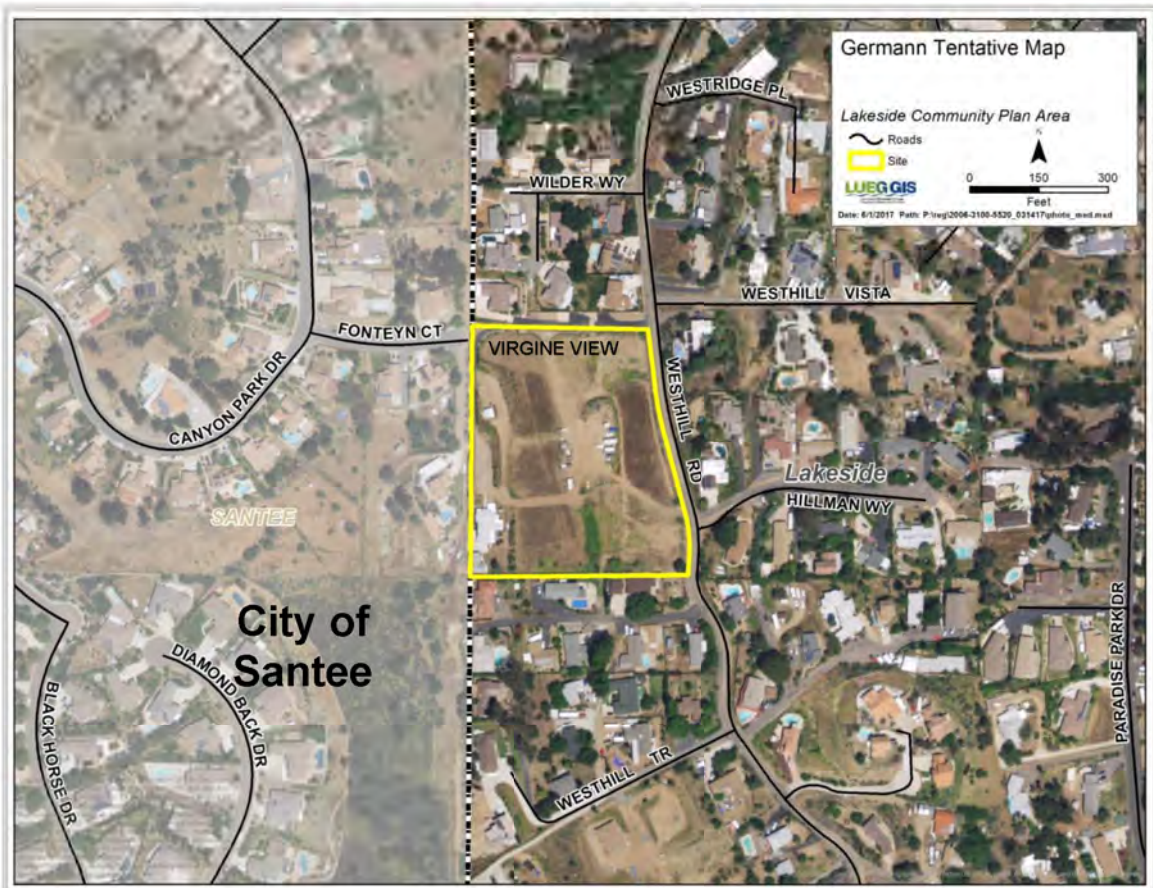 Germann Tentative Map
Lakeside Community Plan Area
Roads
Site
N
LUEG GIS
0 150 300
Feet
Date: 6/1/2017 Path: P:\reg\2006-3100-5520_031417\photo_mxd.mxd
WESTRIDGE PL
WILDER WY
WESTHILL VISTA
FONTEYN CT
VIRGINE VIEW
CANYON PARK DR
WESTHILL RD
Lakeside
HILLMAN WY
SANTEE
City of
Santee
DIAMOND BACK DR
BLACK HORSE DR
PARADISE PARK DR
WESTHILL TR